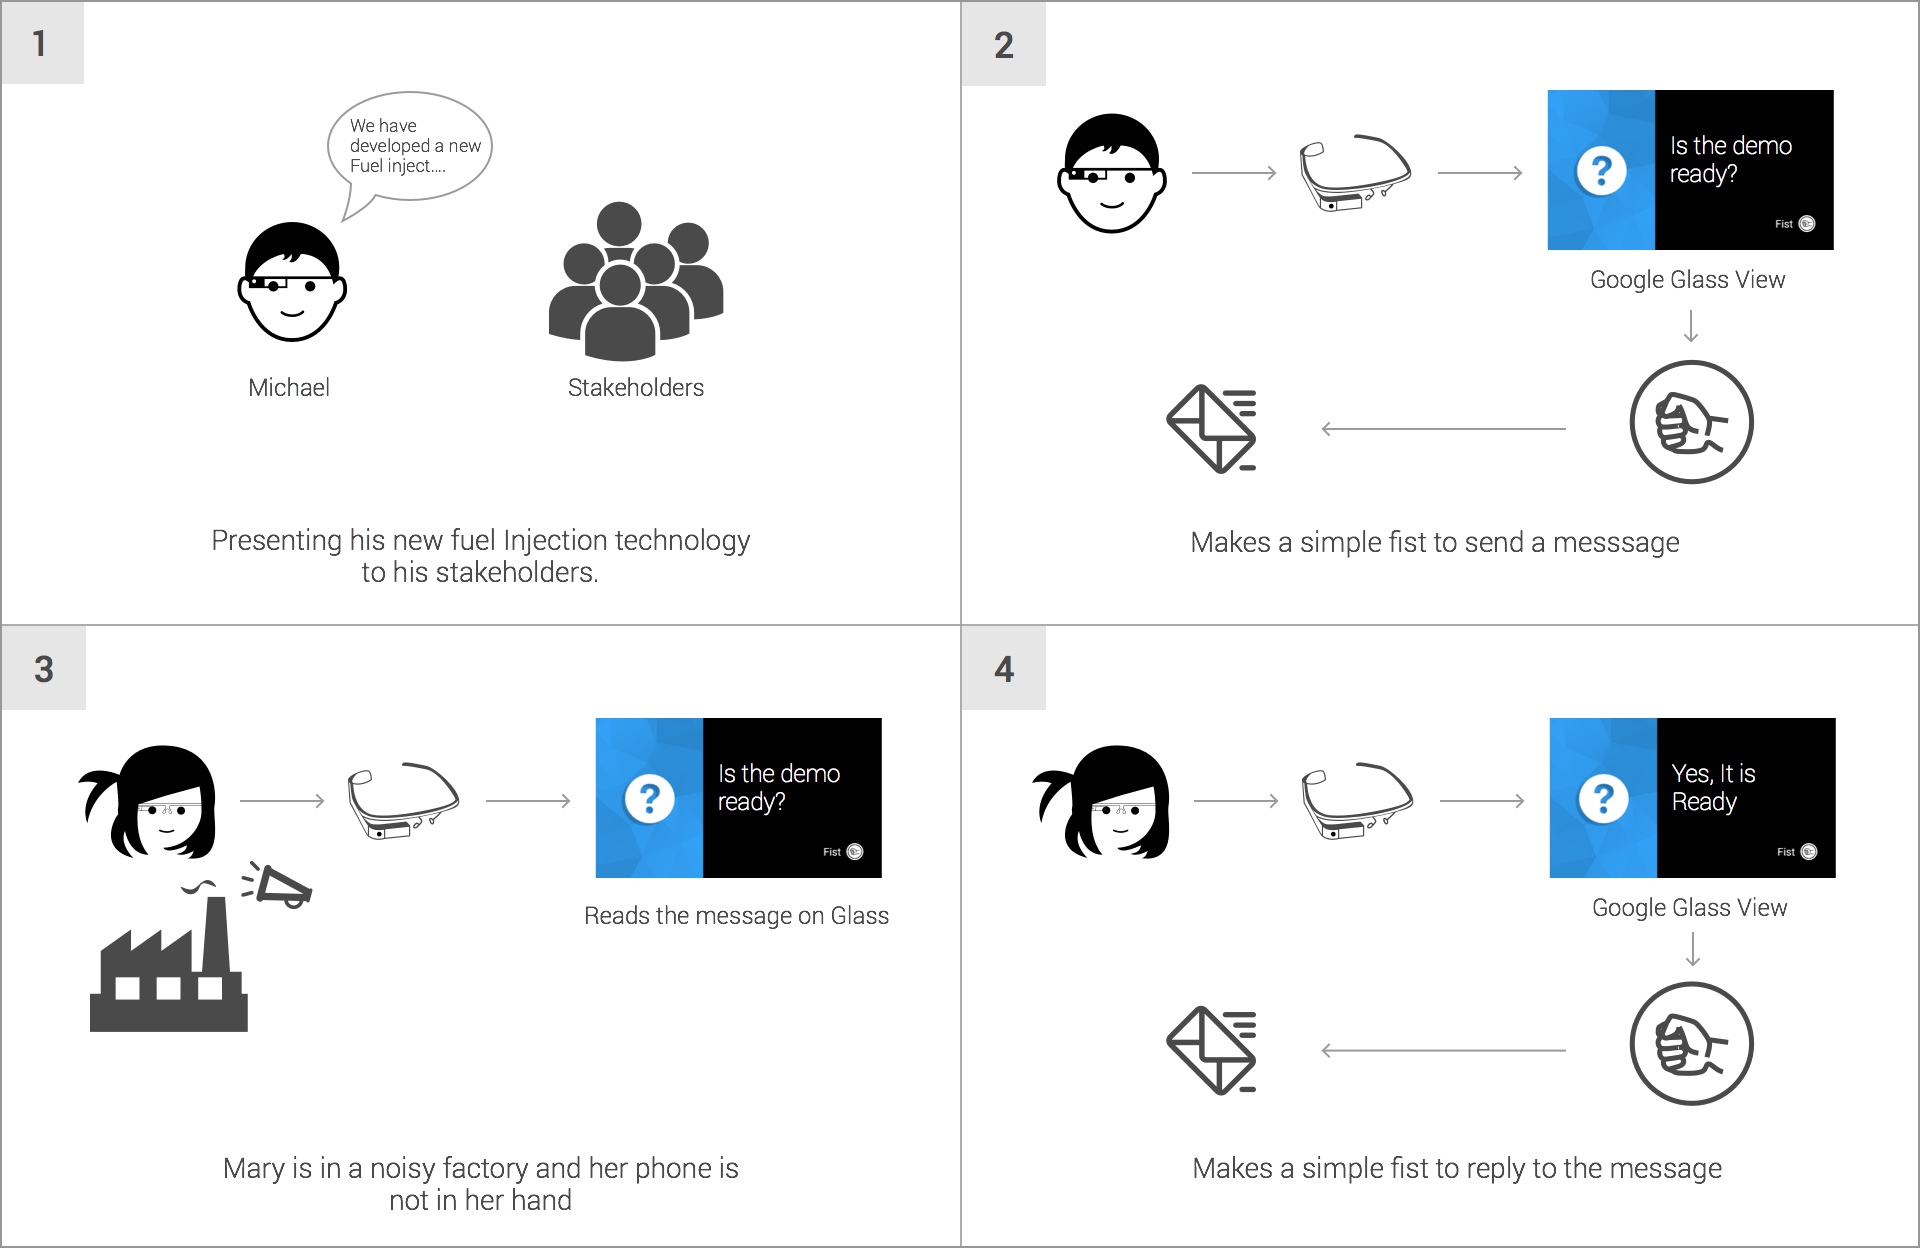 1
We have
developed a new
Fuel inject....
Michael
Stakeholders
Presenting his new fuel Injection technology
to his stakeholders.
2
?
Is the demo
ready?
Fist
Google Glass View
Makes a simple fist to send a messsage
3
?
Is the demo
ready?
Fist
Reads the message on Glass
Mary is in a noisy factory and her phone is
not in her hand
4
?
Yes, It is
Ready
Fist
Google Glass View
Makes a simple fist to reply to the message